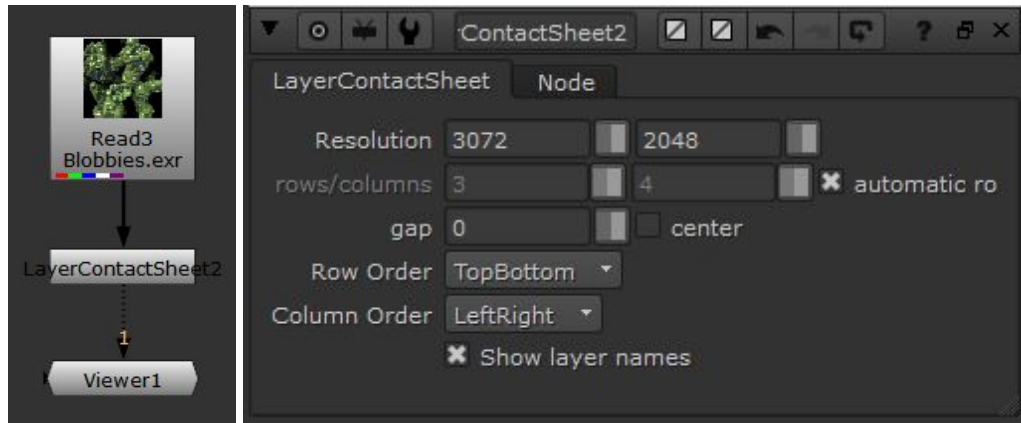 Read3
Blobbies.exr
LayerContactSheet2
1
Viewer1
ContactSheet2
?
LayerContactSheet Node
Resolution 3072 2048
rows/columns 3 4 automatic ro
gap 0 center
Row Order TopBottom
Column Order LeftRight
Show layer names